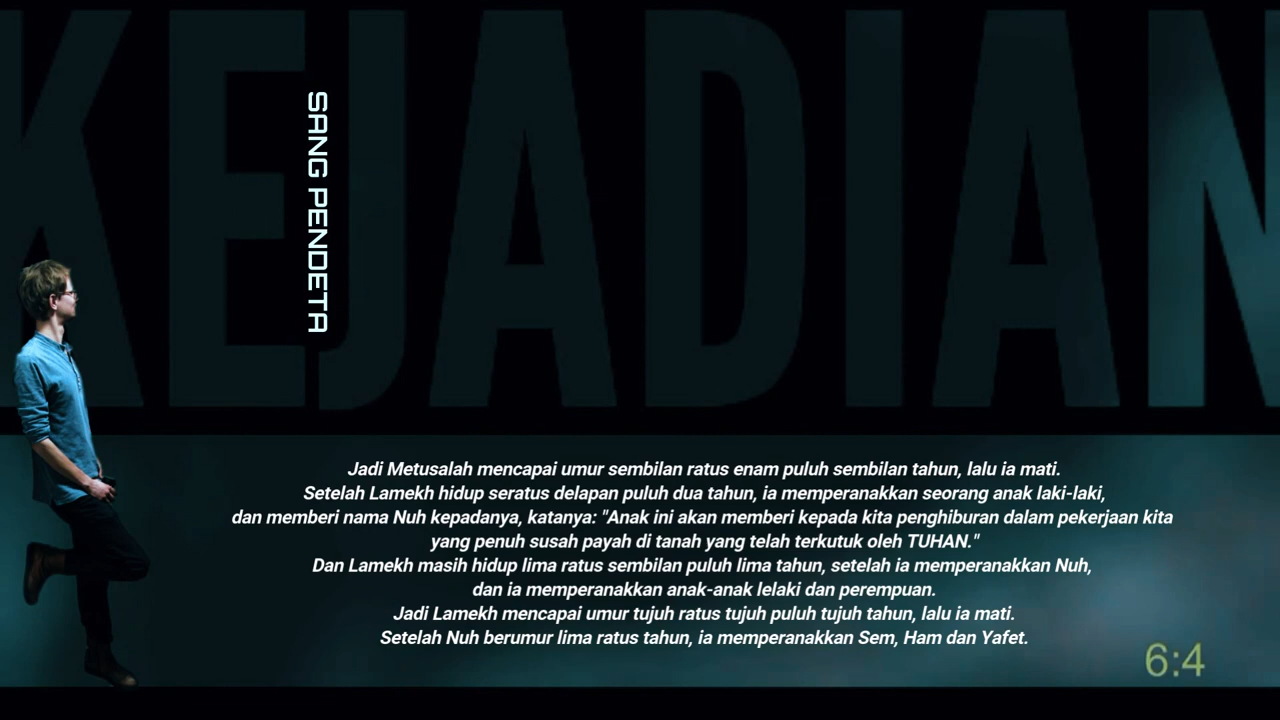 KEJADIAN
SANG PENDETA
Jadi Metusalah mencapai umur sembilan ratus enam puluh sembilan tahun, lalu ia mati.
Setelah Lamekh hidup seratus delapan puluh dua tahun, ia memperanakkan seorang anak laki-laki,
dan memberi nama Nuh kepadanya, katanya: "Anak ini akan memberi kepada kita penghiburan dalam pekerjaan kita
yang penuh susah payah di tanah yang telah terkutuk oleh TUHAN."
Dan Lamekh masih hidup lima ratus sembilan puluh lima tahun, setelah ia memperanakkan Nuh,
dan ia memperanakkan anak-anak lelaki dan perempuan.
Jadi Lamekh mencapai umur tujuh ratus tujuh puluh tujuh tahun, lalu ia mati.
Setelah Nuh berumur lima ratus tahun, ia memperanakkan Sem, Ham dan Yafet.
6:4